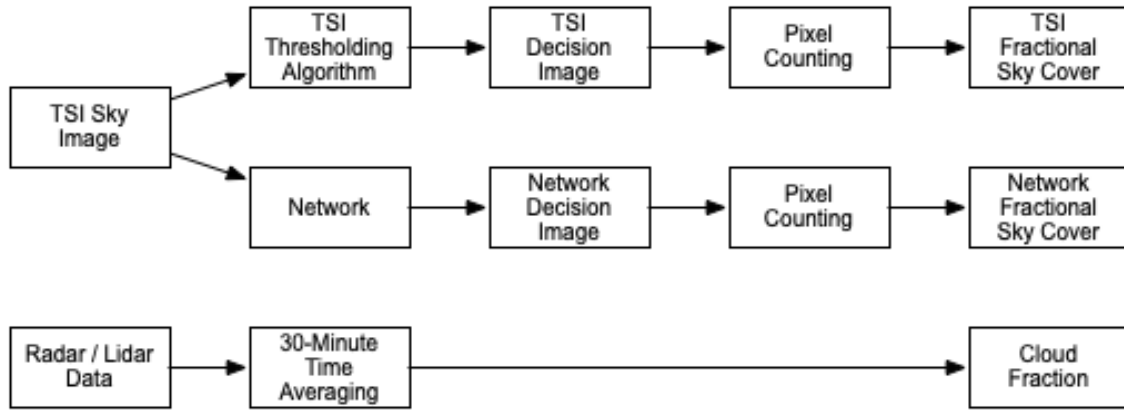 TSI Sky
Image
TSI
Thresholding
Algorithm
TSI
Decision
Image
Pixel
Counting
TSI
Fractional
Sky Cover
Network
Network
Decision
Image
Pixel
Counting
Network
Fractional
Sky Cover
Radar / Lidar
Data
30-Minute
Time
Averaging
Cloud
Fraction